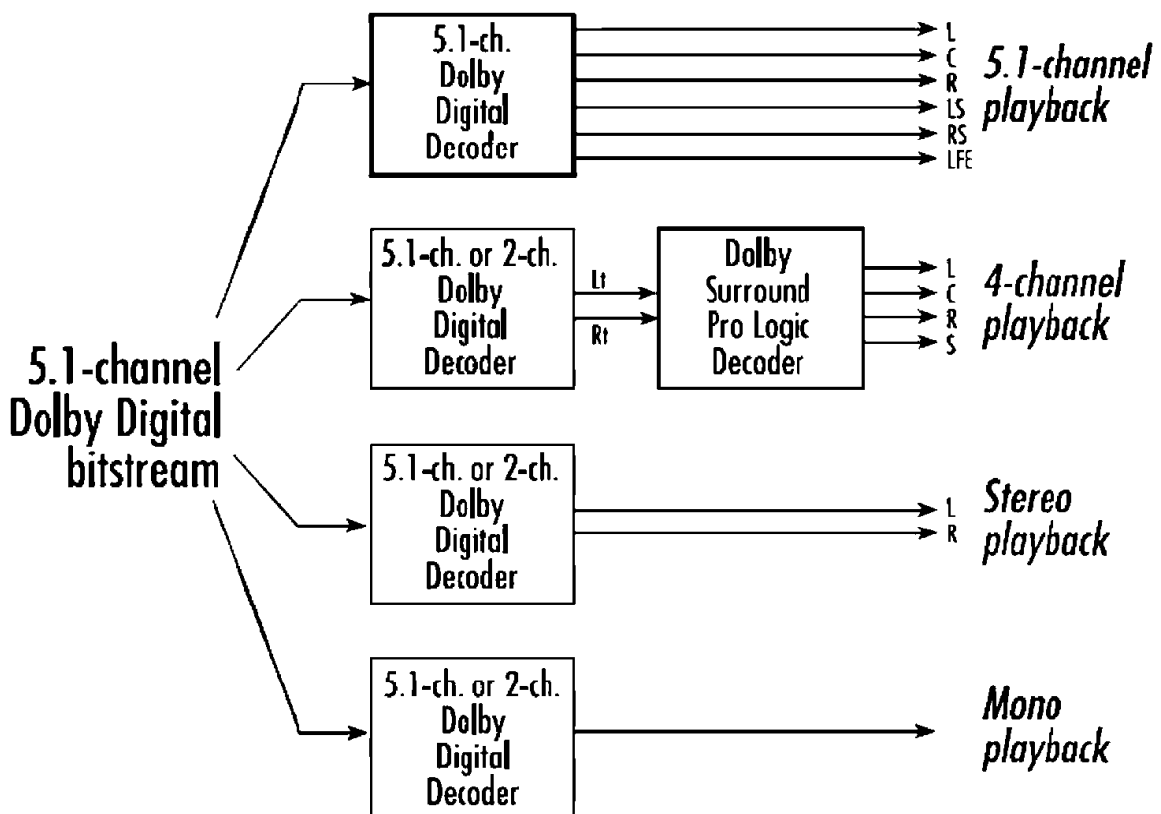 5.1-channel
Dolby Digital
bitstream
5.1-ch.
Dolby
Digital
Decoder
L
C
R
LS
RS
LFE
5.1-channel
playback
5.1-ch. or 2-ch.
Dolby
Digital
Decoder
Lt
Rt
Dolby
Surround
Pro Logic
Decoder
L
C
R
S
4-channel
playback
5.1-ch. or 2-ch.
Dolby
Digital
Decoder
L
R
Stereo
playback
5.1-ch. or 2-ch.
Dolby
Digital
Decoder
Mono
playback